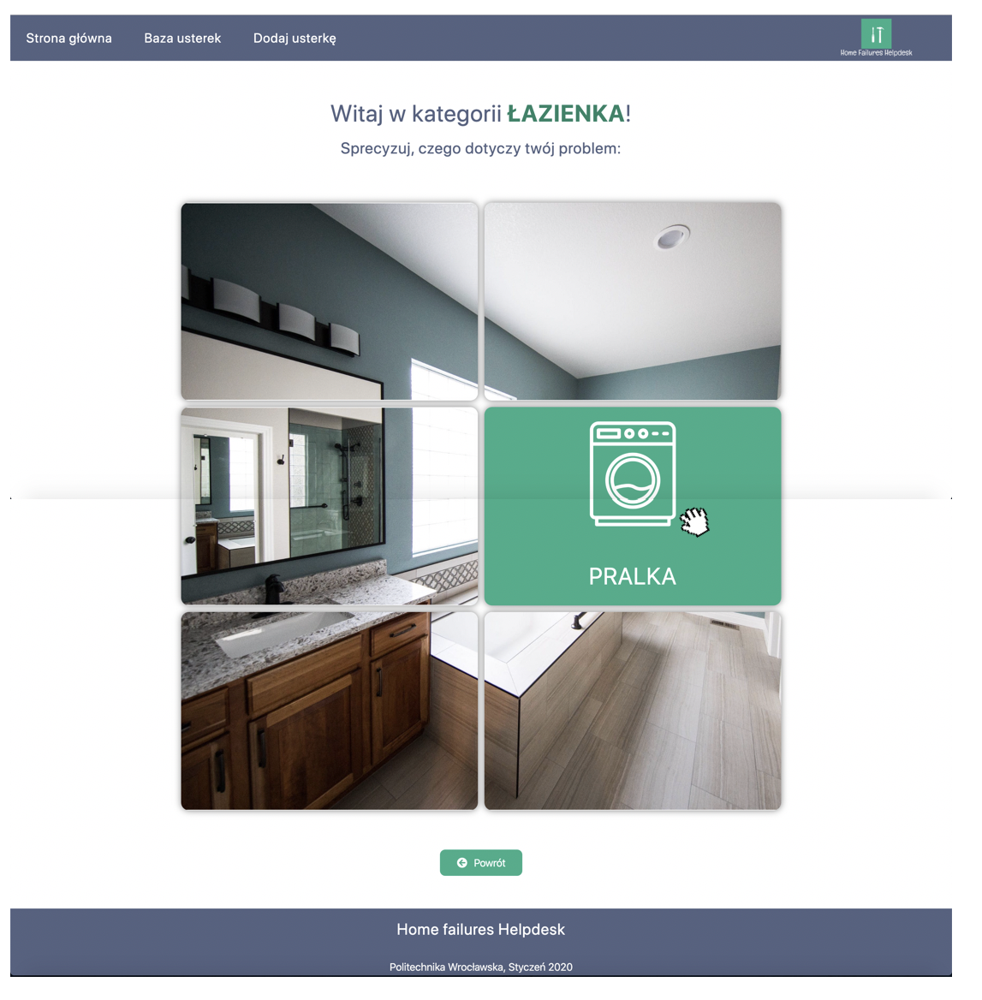 Strona główna Baza usterek Dodaj usterkę
Home Failures Helpdesk
Witaj w kategorii ŁAZIENKA!
Sprecyzuj, czego dotyczy twój problem:
PRALKA
Powrót
Home failures Helpdesk
Politechnika Wrocławska, Styczeń 2020